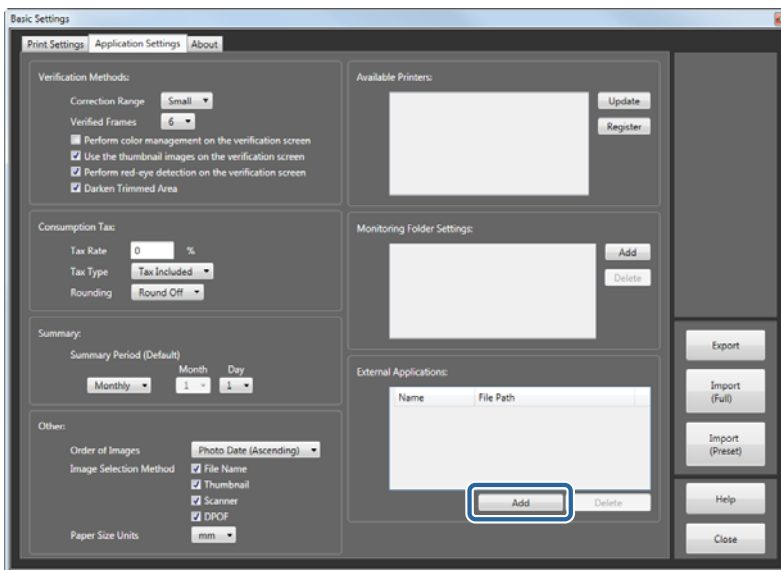 Basic Settings
Print Settings Application Settings About
Verification Methods:
Correction Range Small
Verified Frames 6
Perform color management on the verification screen
Use the thumbnail images on the verification screen
Perform red-eye detection on the verification screen
Darken Trimmed Area
Consumption Tax:
Tax Rate 0 %
Tax Type Tax Included
Rounding Round Off
Summary:
Summary Period (Default)
Month Day
Monthly 1 1
Other:
Order of Images Photo Date (Ascending)
Image Selection Method File Name
Thumbnail
Scanner
DPOF
Paper Size Units mm
Available Printers:
Update
Register
Monitoring Folder Settings:
Add
Delete
External Applications:
Name File Path
Add Delete
Export
Import
(Full)
Import
(Preset)
Help
Close